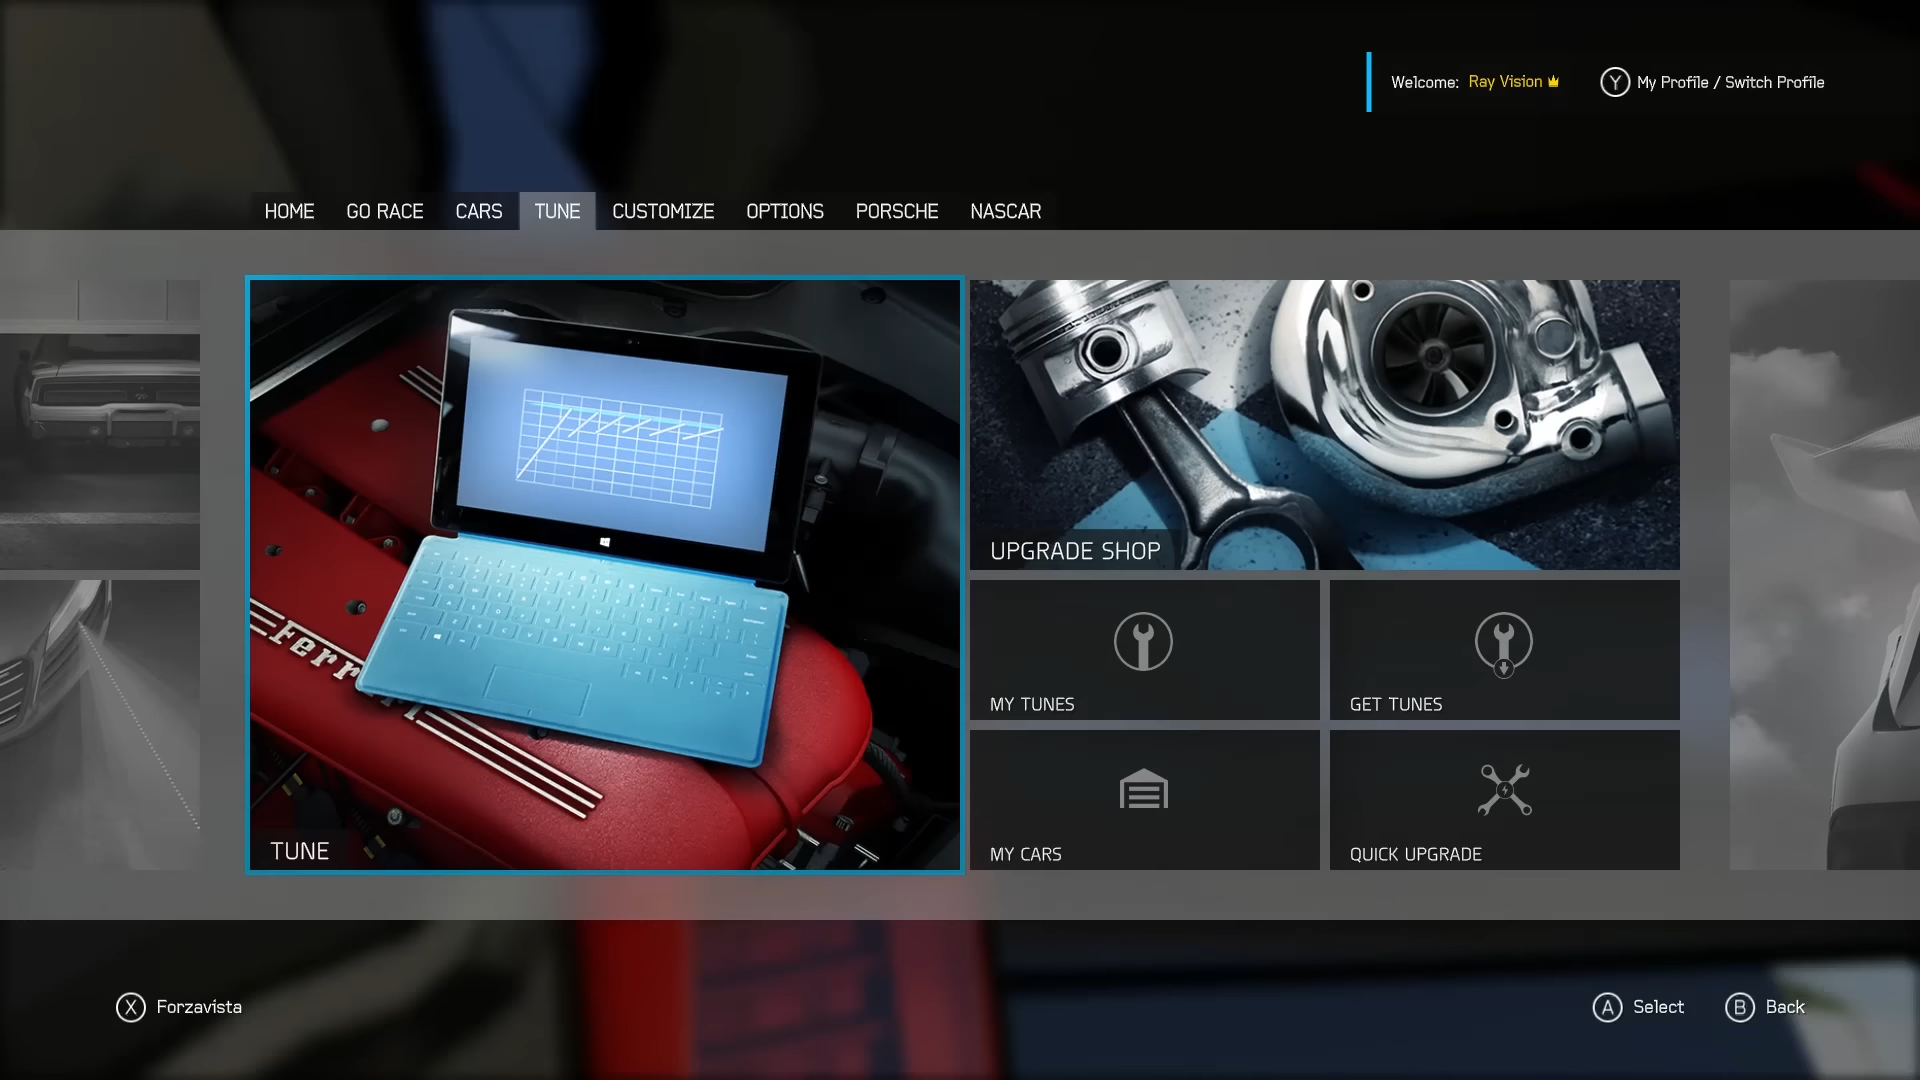 Welcome: Ray Vision
Y My Profile / Switch Profile
HOME GO RACE CARS TUNE CUSTOMIZE OPTIONS PORSCHE NASCAR
UPGRADE SHOP
MY TUNES
GET TUNES
TUNE
MY CARS
QUICK UPGRADE
X Forzavista
A Select
B Back